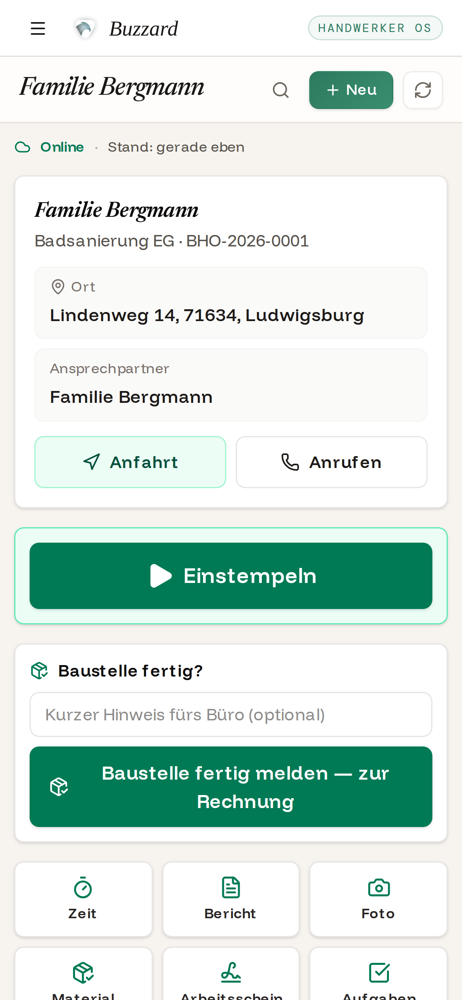 Buzzard
HANDWERKER OS
Familie Bergmann
Neu
Online · Stand: gerade eben
Familie Bergmann
Badsanierung EG · BHO-2026-0001
Ort
Lindenweg 14, 71634, Ludwigsburg
Ansprechpartner
Familie Bergmann
Anfahrt
Anrufen
Einstempeln
Baustelle fertig?
Kurzer Hinweis fürs Büro (optional)
Baustelle fertig melden — zur
Rechnung
Zeit
Bericht
Foto
Material
Arbeitsschein
Aufgaben